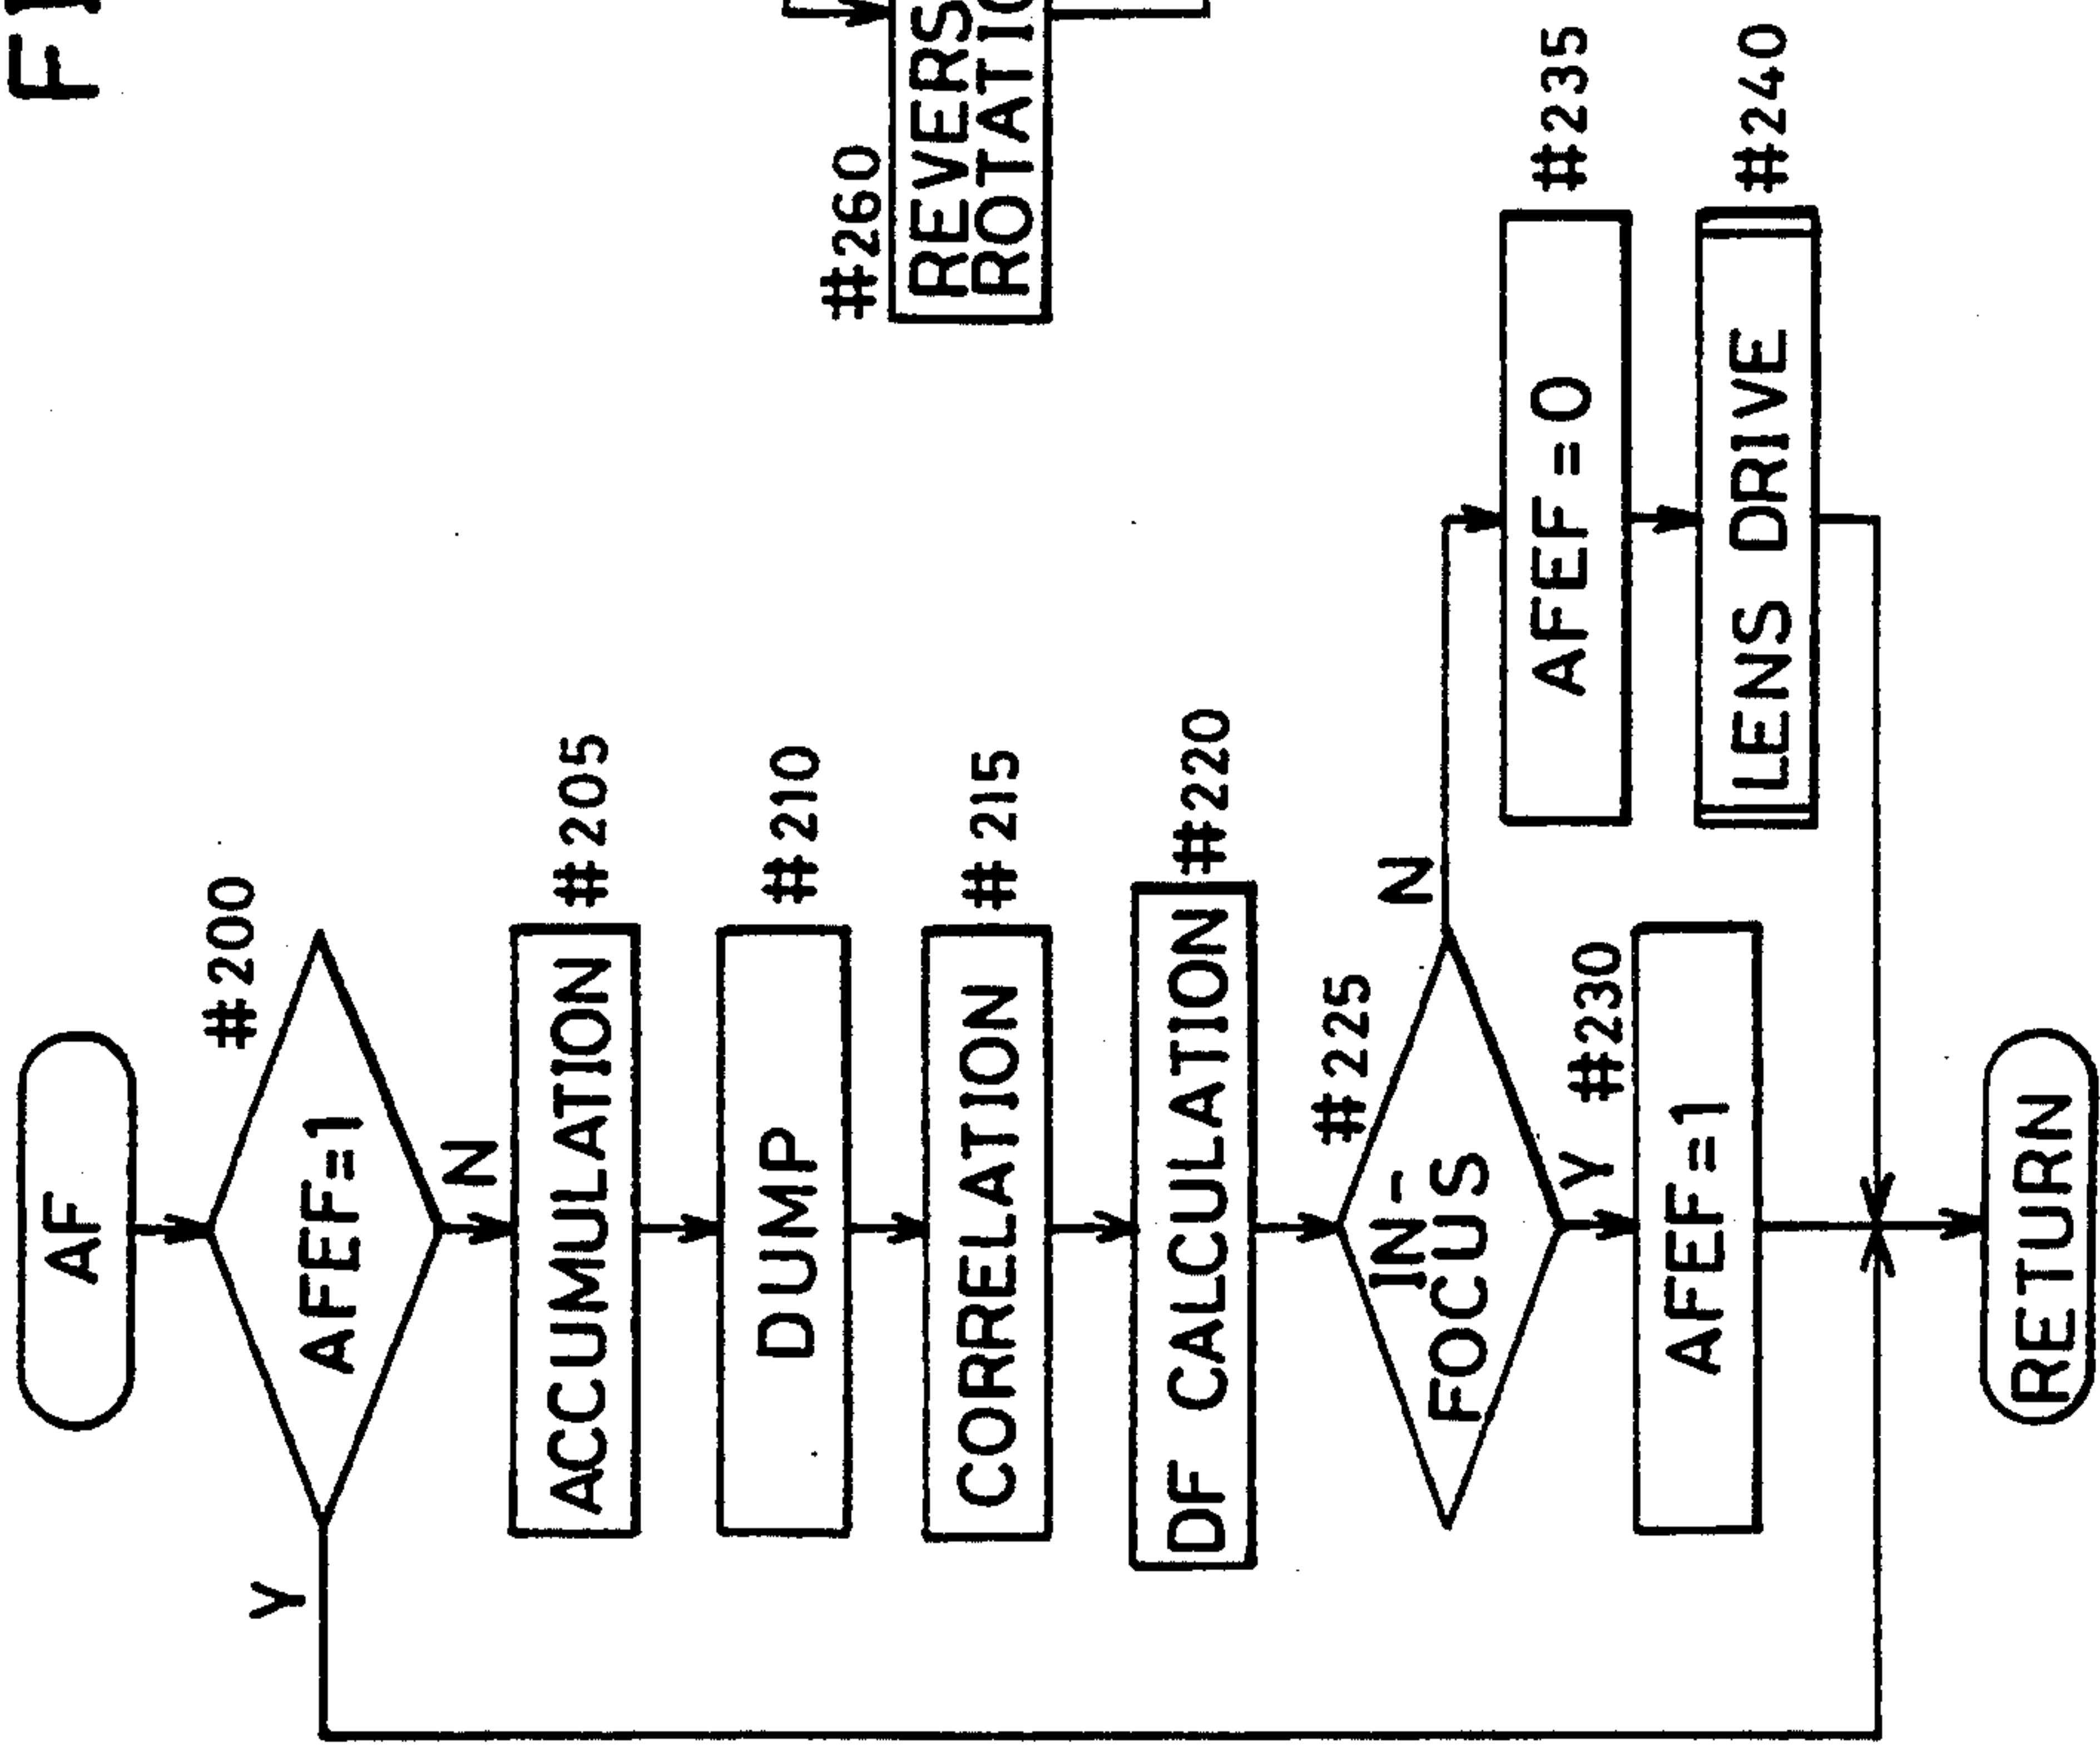 AF
#200
AFEF=1
Y
N
ACCUMULATION
#205
DUMP
#210
CORRELATION
#215
DF CALCULATION
#220
#225
IN-
FOCUS
N
Y
#230
AFEF=1
AFEF=0
#235
LENS DRIVE
#240
RETURN
#260